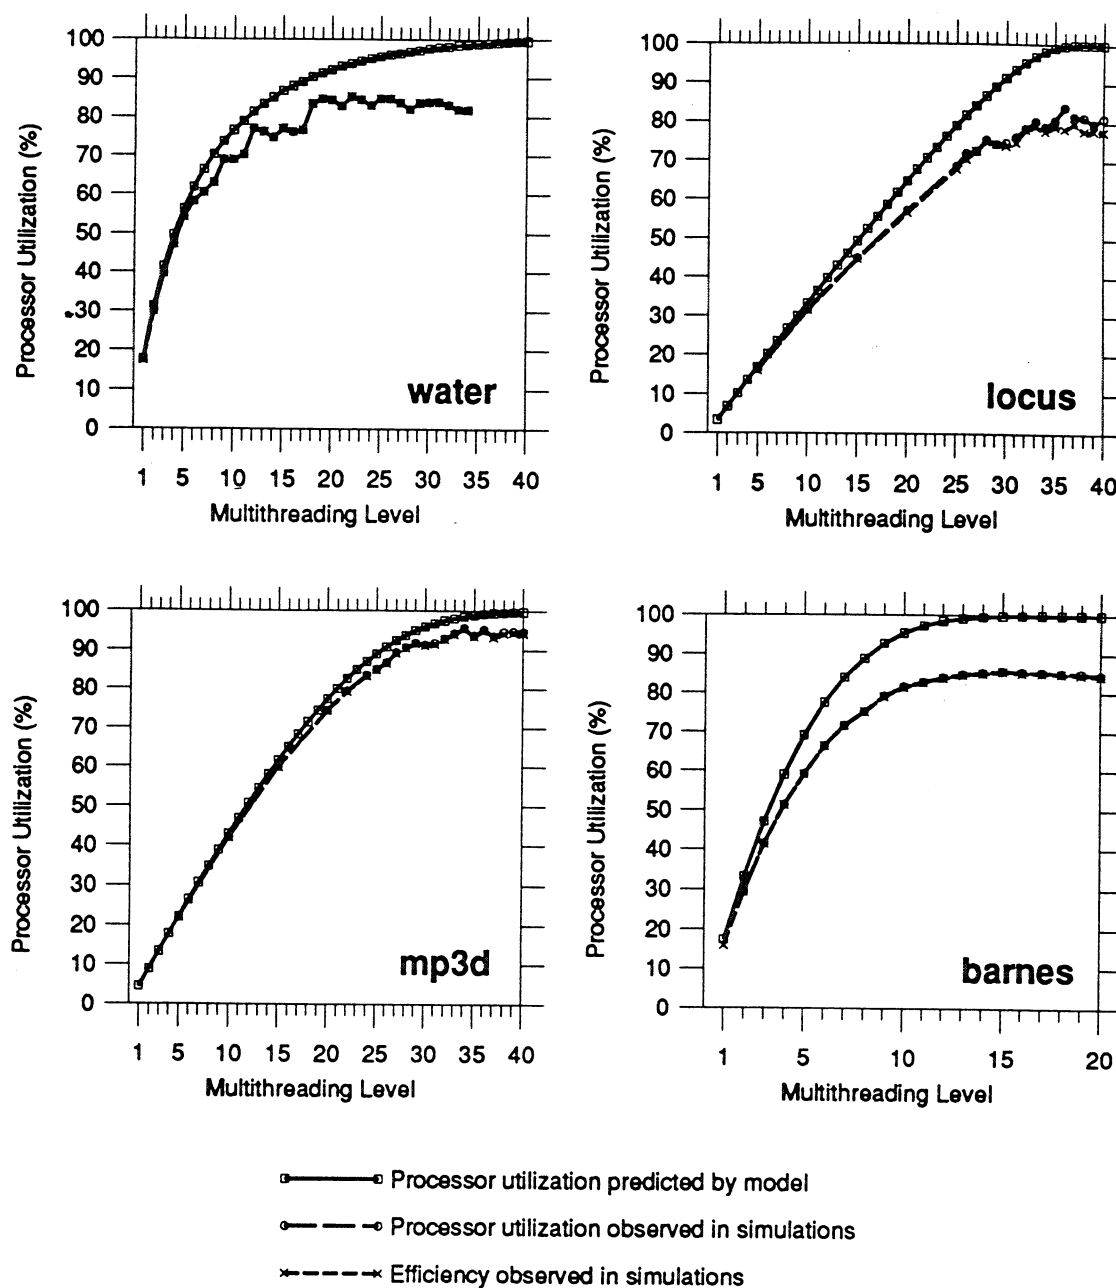 100
90
80
70
60
50
40
30
20
10
0
Processor Utilization (%)
water
1 5 10 15 20 25 30 35 40
Multithreading Level
100
90
80
70
60
50
40
30
20
10
0
Processor Utilization (%)
locus
1 5 10 15 20 25 30 35 40
Multithreading Level
100
90
80
70
60
50
40
30
20
10
0
Processor Utilization (%)
mp3d
1 5 10 15 20 25 30 35 40
Multithreading Level
100
90
80
70
60
50
40
30
20
10
0
Processor Utilization (%)
barnes
1 5 10 15 20
Multithreading Level
Processor utilization predicted by model
Processor utilization observed in simulations
Efficiency observed in simulations